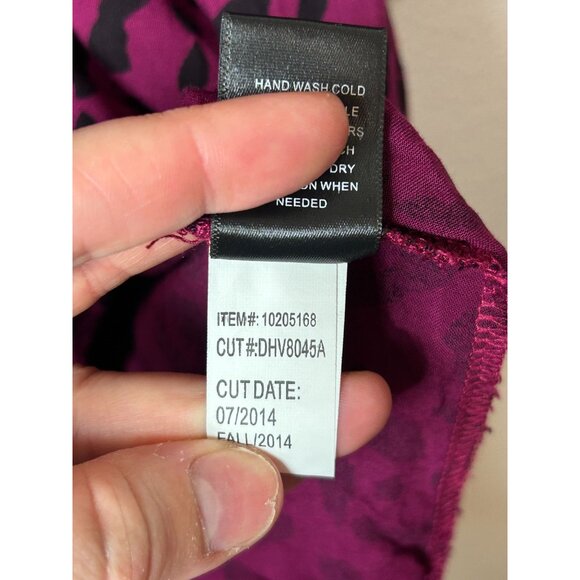 HAND WASH COLD
DRY
WHEN
NEEDED
ITEM#: 10205168
CUT#:DHV8045A
CUT DATE:
07/2014
FALL/2014